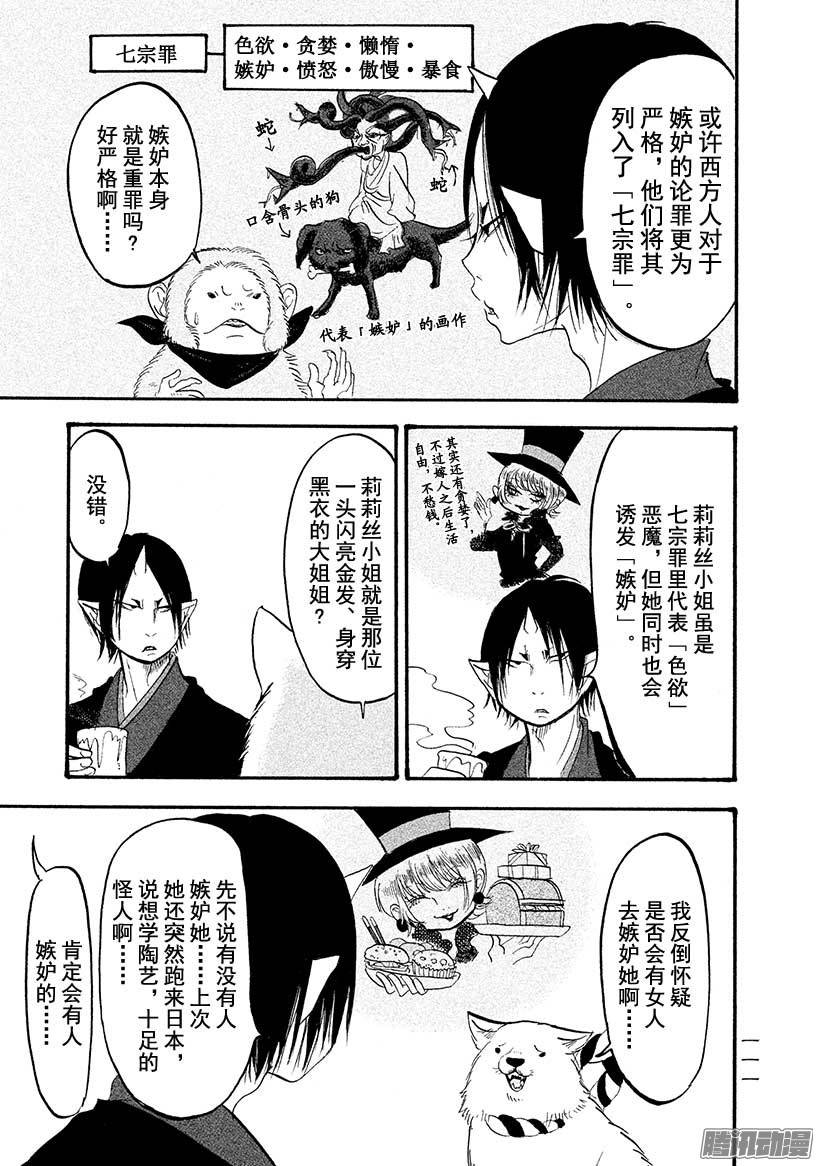 或许西方人对于
嫉妒的论罪更为
严格，他们将其
列入了「七宗罪」。
七宗罪
色欲·贪婪·懒惰·
嫉妒·愤怒·傲慢·暴食
蛇
蛇
口含骨头的狗
代表「嫉妒」的画作
嫉妒本身
就是重罪吗？
好严格啊……
莉莉丝小姐虽是
七宗罪里代表「色欲」
恶魔，但她同时也会
诱发「嫉妒」。
其实还有贪婪了，
不过嫁人之后生活
自由，不愁钱。
莉莉丝小姐就是那位
一头闪亮金发、身穿
黑衣的大姐姐？
没错。
我反倒怀疑
是否会有女人
去嫉妒她啊……
先不说有没有人
嫉妒她……上次
她还突然跑来日本，
说想学陶艺，十足的
怪人啊……
肯定会有人
嫉妒的……
一一一
腾讯动漫